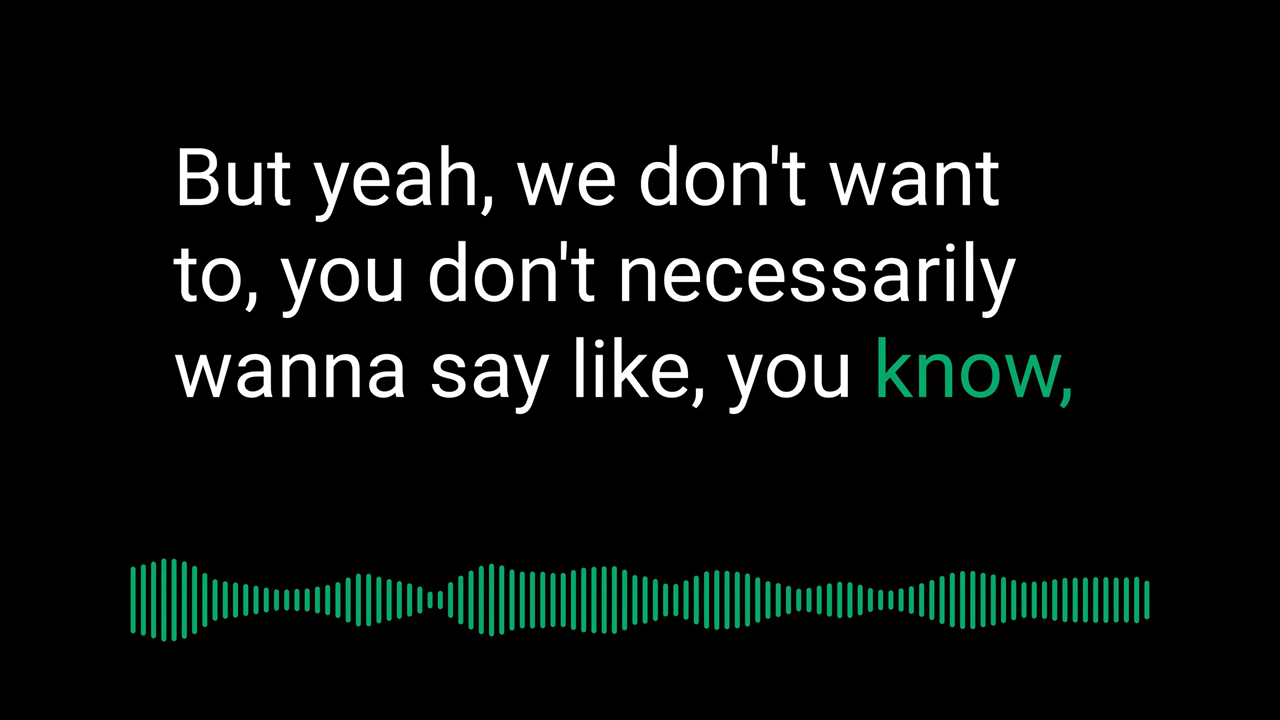 But yeah, we don't want
to, you don't necessarily
wanna say like, you know,